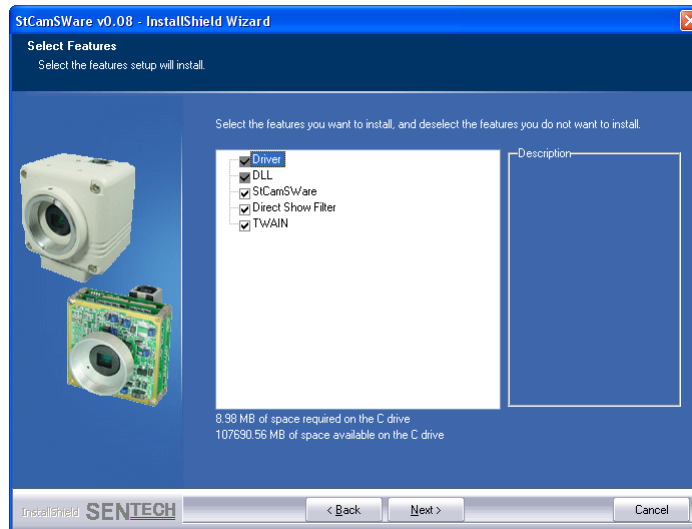 StCamSWare v0.08 - InstallShield Wizard
Select Features
Select the features setup will install.
Select the features you want to install, and deselect the features you do not want to install.
Driver
DLL
StCamSWare
Direct Show Filter
TWAIN
Description
8.98 MB of space required on the C drive
107690.56 MB of space available on the C drive
InstallShield SENTECH
< Back
Next >
Cancel